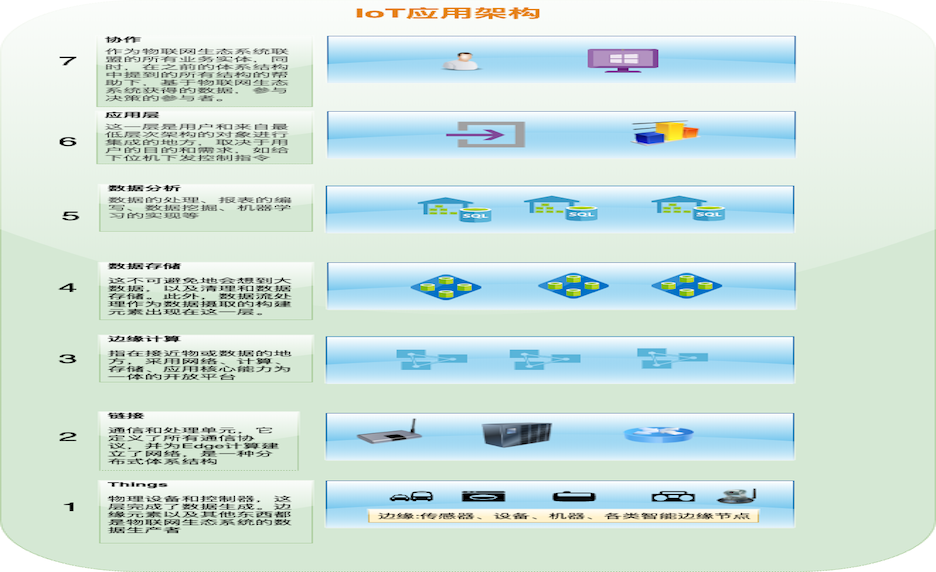 IoT应用架构
7
协作
作为物联网生态系统联
盟的所有业务实体，同
时，在之前的体系结构
中提到的所有结构的帮
助下，基于物联网生态
系统获得的数据，参与
决策的参与者。
6
应用层
这一层是用户和来自最
低层次架构的对象进行
集成的地方，取决于用
户的目的和需求，如给
下位机下发控制指令
5
数据分析
数据的处理、报表的编
写、数据挖掘、机器学
习的实现等
SQL
SQL
SQL
4
数据存储
这不可避免地会想到大
数据，以及清理和数据
存储。此外，数据流处
理作为数据摄取的构建
元素出现在这一层。
3
边缘计算
指在接近物或数据的地
方，采用网络、计算、
存储、应用核心能力为
一体的开放平台
2
链接
通信和处理单元，它
定义了所有通信协
议，并为Edge计算建
立了网络，是一种分
布式体系结构
1
Things
物理设备和控制器，这
层完成了数据生成。边
缘元素以及其他东西都
是物联网生态系统的数
据生产者
边缘:传感器、设备、机器、各类智能边缘节点